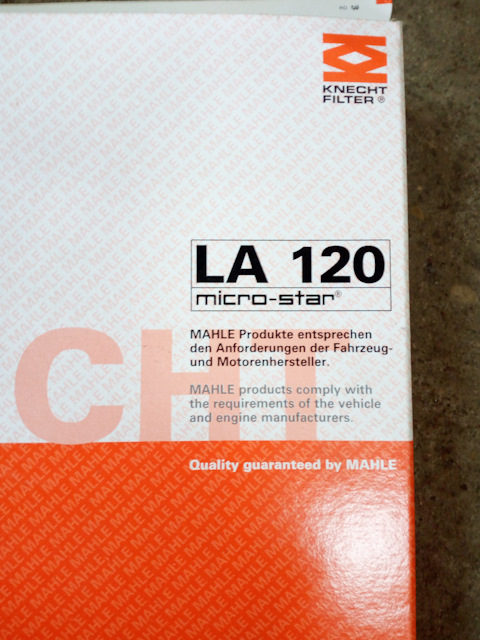 KNECHT
FILTER®
LA 120
micro-star®
MAHLE Produkte entsprechen
den Anforderungen der Fahrzeug-
und Motorenhersteller.
MAHLE products comply with
the requirements of the vehicle
and engine manufacturers.
CHT
Quality guaranteed by MAHLE